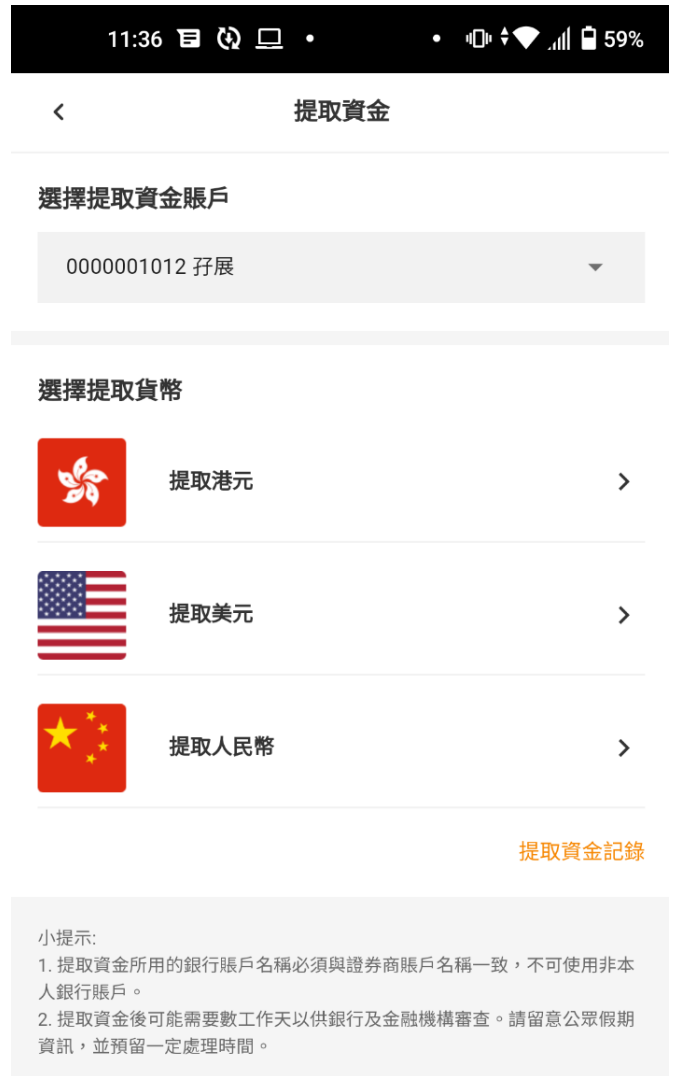 11:36
59%
提取資金
選擇提取資金賬戶
0000001012 孖展
選擇提取貨幣
提取港元
提取美元
提取人民幣
提取資金記錄
小提示:
1. 提取資金所用的銀行賬戶名稱必須與證券商賬戶名稱一致，不可使用非本
人銀行賬戶。
2. 提取資金後可能需要數工作天以供銀行及金融機構審查。請留意公眾假期
資訊，並預留一定處理時間。